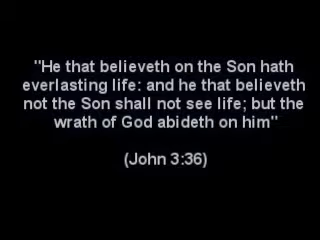 "He that believeth on the Son hath
everlasting life: and he that believeth
not the Son shall not see life; but the
wrath of God abideth on him"
(John 3:36)